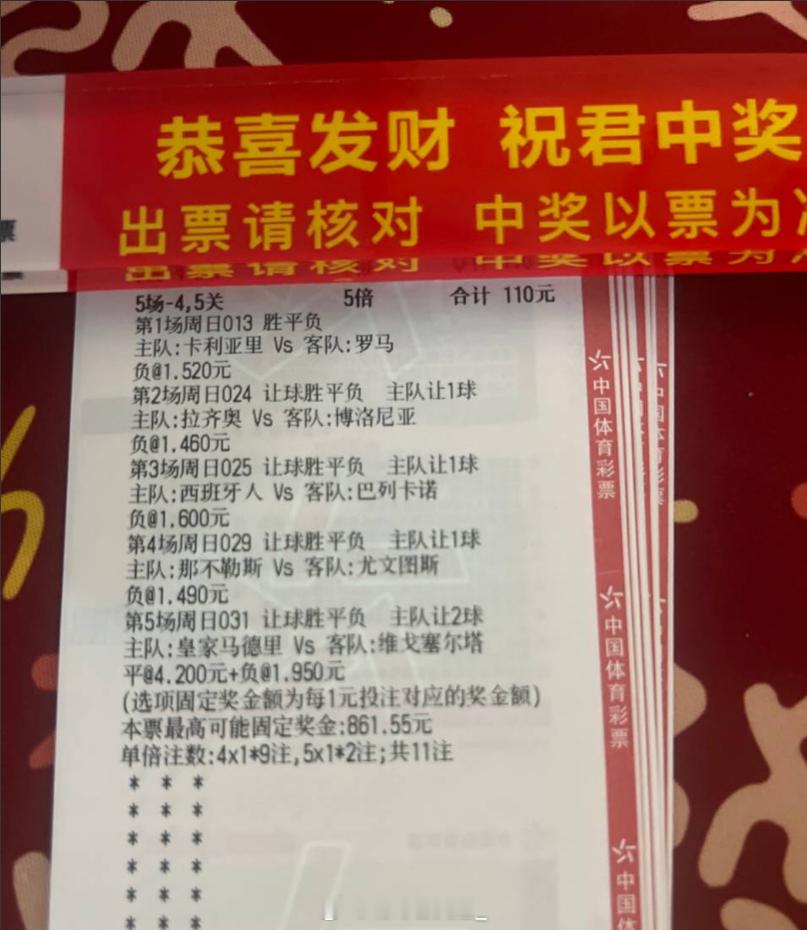 恭喜发财 祝君中奖
出票请核对 中奖以票为
出票请核对 中奖以票为
票
5场-4,5关 5倍 合计 110元
第1场周日013 胜平负
主队:卡利亚里 Vs 客队:罗马
负@1.520元
第2场周日024 让球胜平负 主队让1球
主队:拉齐奥 Vs 客队:博洛尼亚
负@1.460元
第3场周日025 让球胜平负 主队让1球
主队:西班牙人 Vs 客队:巴列卡诺
负@1.600元
第4场周日029 让球胜平负 主队让1球
主队:那不勒斯 Vs 客队:尤文图斯
负@1.490元
第5场周日031 让球胜平负 主队让2球
主队:皇家马德里 Vs 客队:维戈塞尔塔
平@4.200元+负@1.950元
(选项固定奖金额为每1元投注对应的奖金额)
本票最高可能固定奖金:861.55元
单倍注数:4x1*9注,5x1*2注;共11注
* * *
* * *
* * *
* * *
* * *
* * *
中国体育彩票
中国体育彩票
中国体